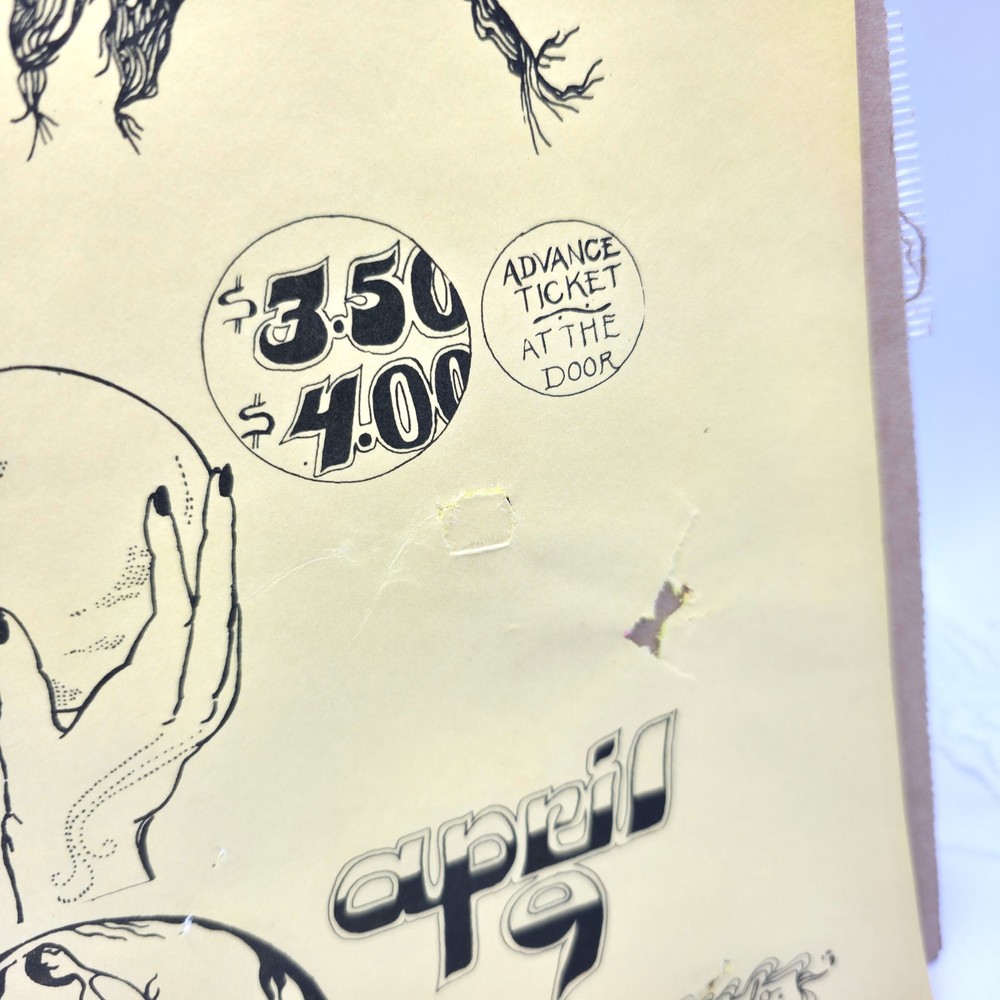 $3.50
$4.00
ADVANCE
TICKET
AT THE
DOOR
april
9